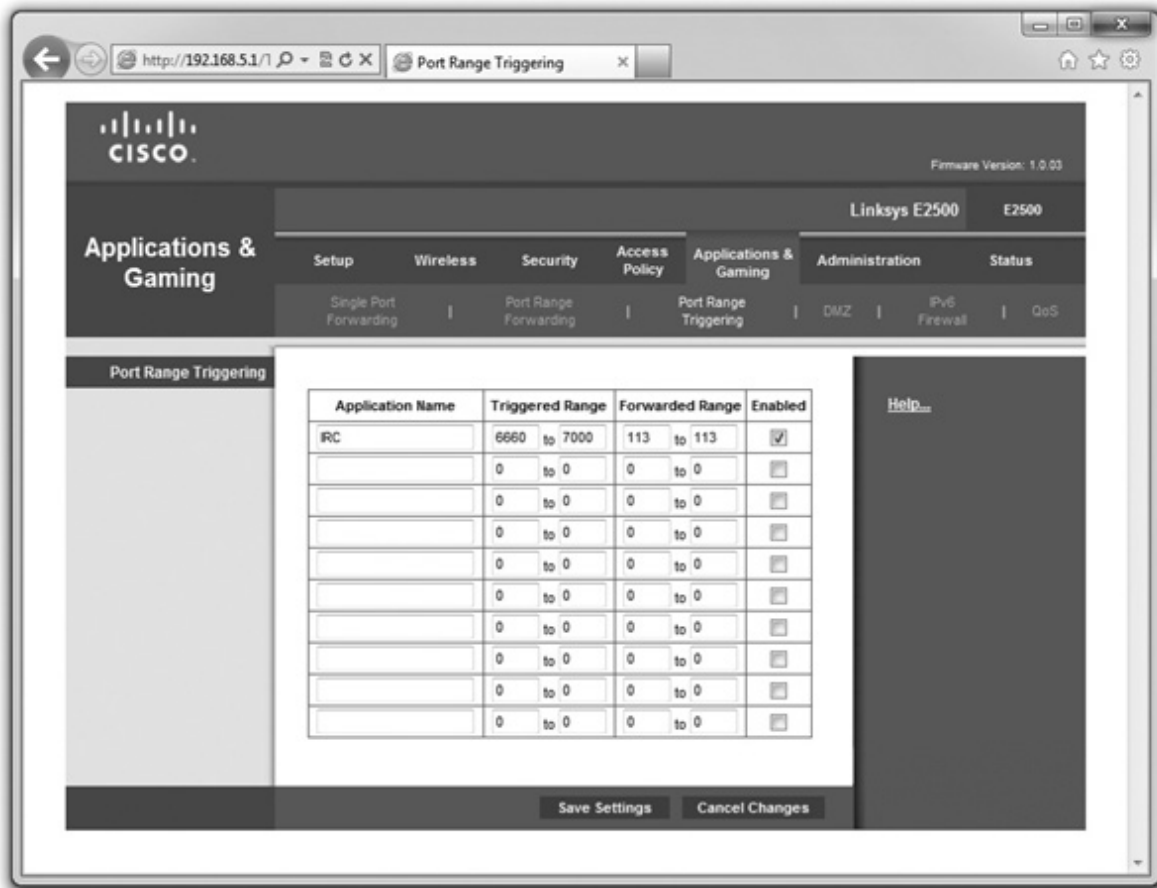 http://192.168.5.1/1
Port Range Triggering
CISCO.
Firmware Version: 1.0.03
Linksys E2500 E2500
Applications & Gaming
Setup Wireless Security Access Policy Applications & Gaming Administration Status
Single Port Forwarding | Port Range Forwarding | Port Range Triggering | DMZ | IPv6 Firewall | QoS
Port Range Triggering
Help...
Application Name Triggered Range Forwarded Range Enabled
IRC 6660 to 7000 113 to 113
0 to 0 0 to 0
0 to 0 0 to 0
0 to 0 0 to 0
0 to 0 0 to 0
0 to 0 0 to 0
0 to 0 0 to 0
0 to 0 0 to 0
0 to 0 0 to 0
0 to 0 0 to 0
Save Settings Cancel Changes